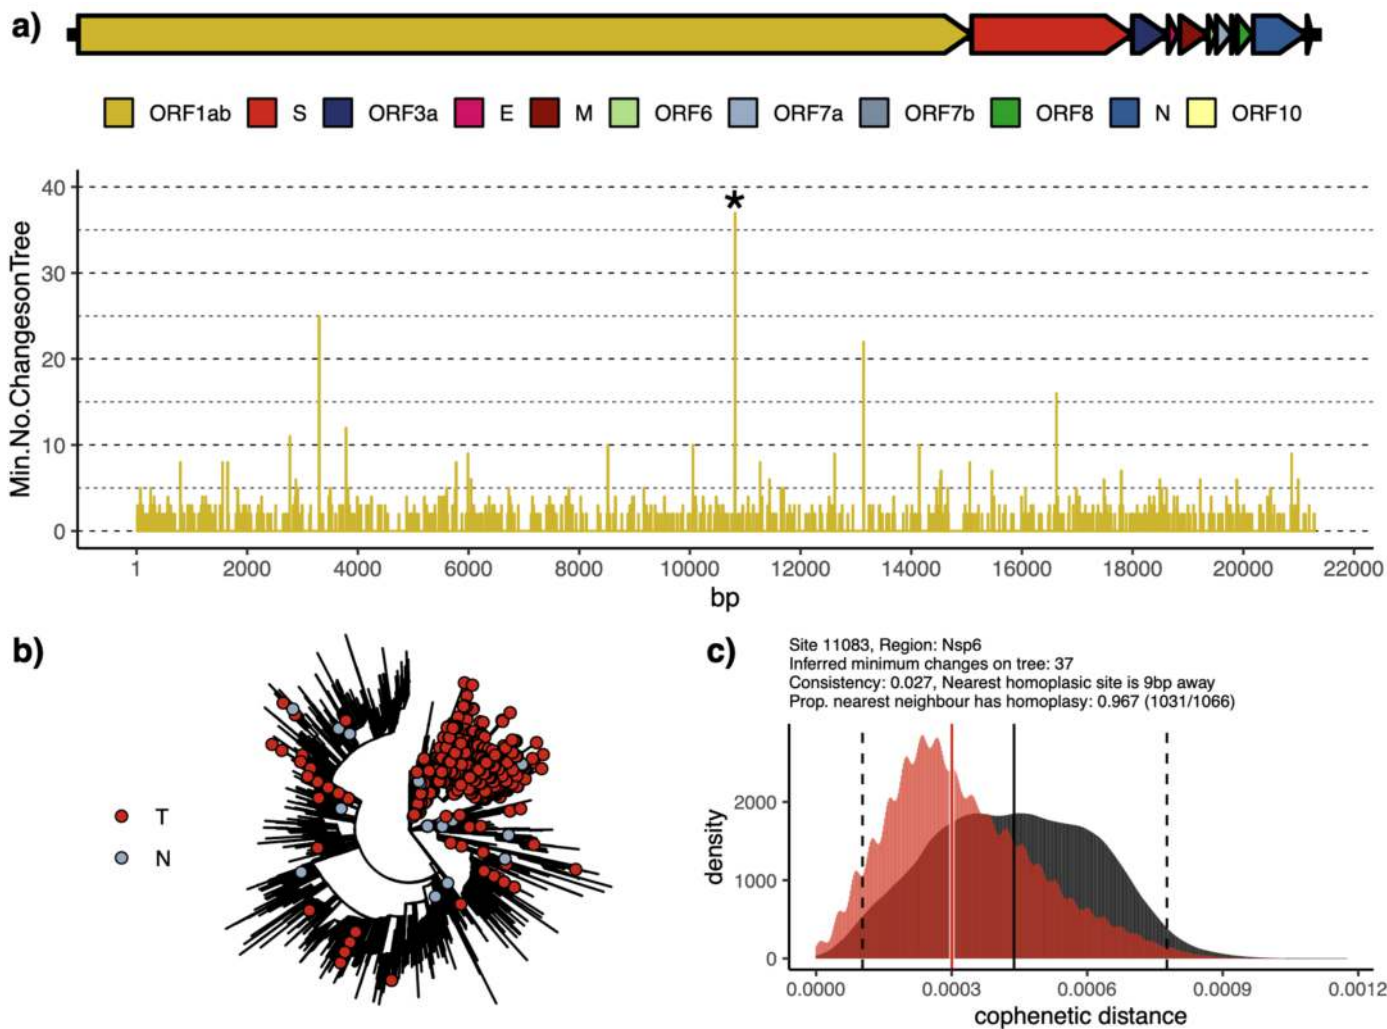 a)
ORF1ab S ORF3a E M ORF6 ORF7a ORF7b ORF8 N ORF10
Min.No.ChangesonTree
40
30
20
10
0
*
1 2000 4000 6000 8000 10000 12000 14000 16000 18000 20000 22000
bp
b)
T
N
c)
Site 11083, Region: Nsp6
Inferred minimum changes on tree: 37
Consistency: 0.027, Nearest homoplasic site is 9bp away
Prop. nearest neighbour has homoplasy: 0.967 (1031/1066)
density
2000
1000
0
0.0000 0.0003 0.0006 0.0009 0.0012
cophenetic distance